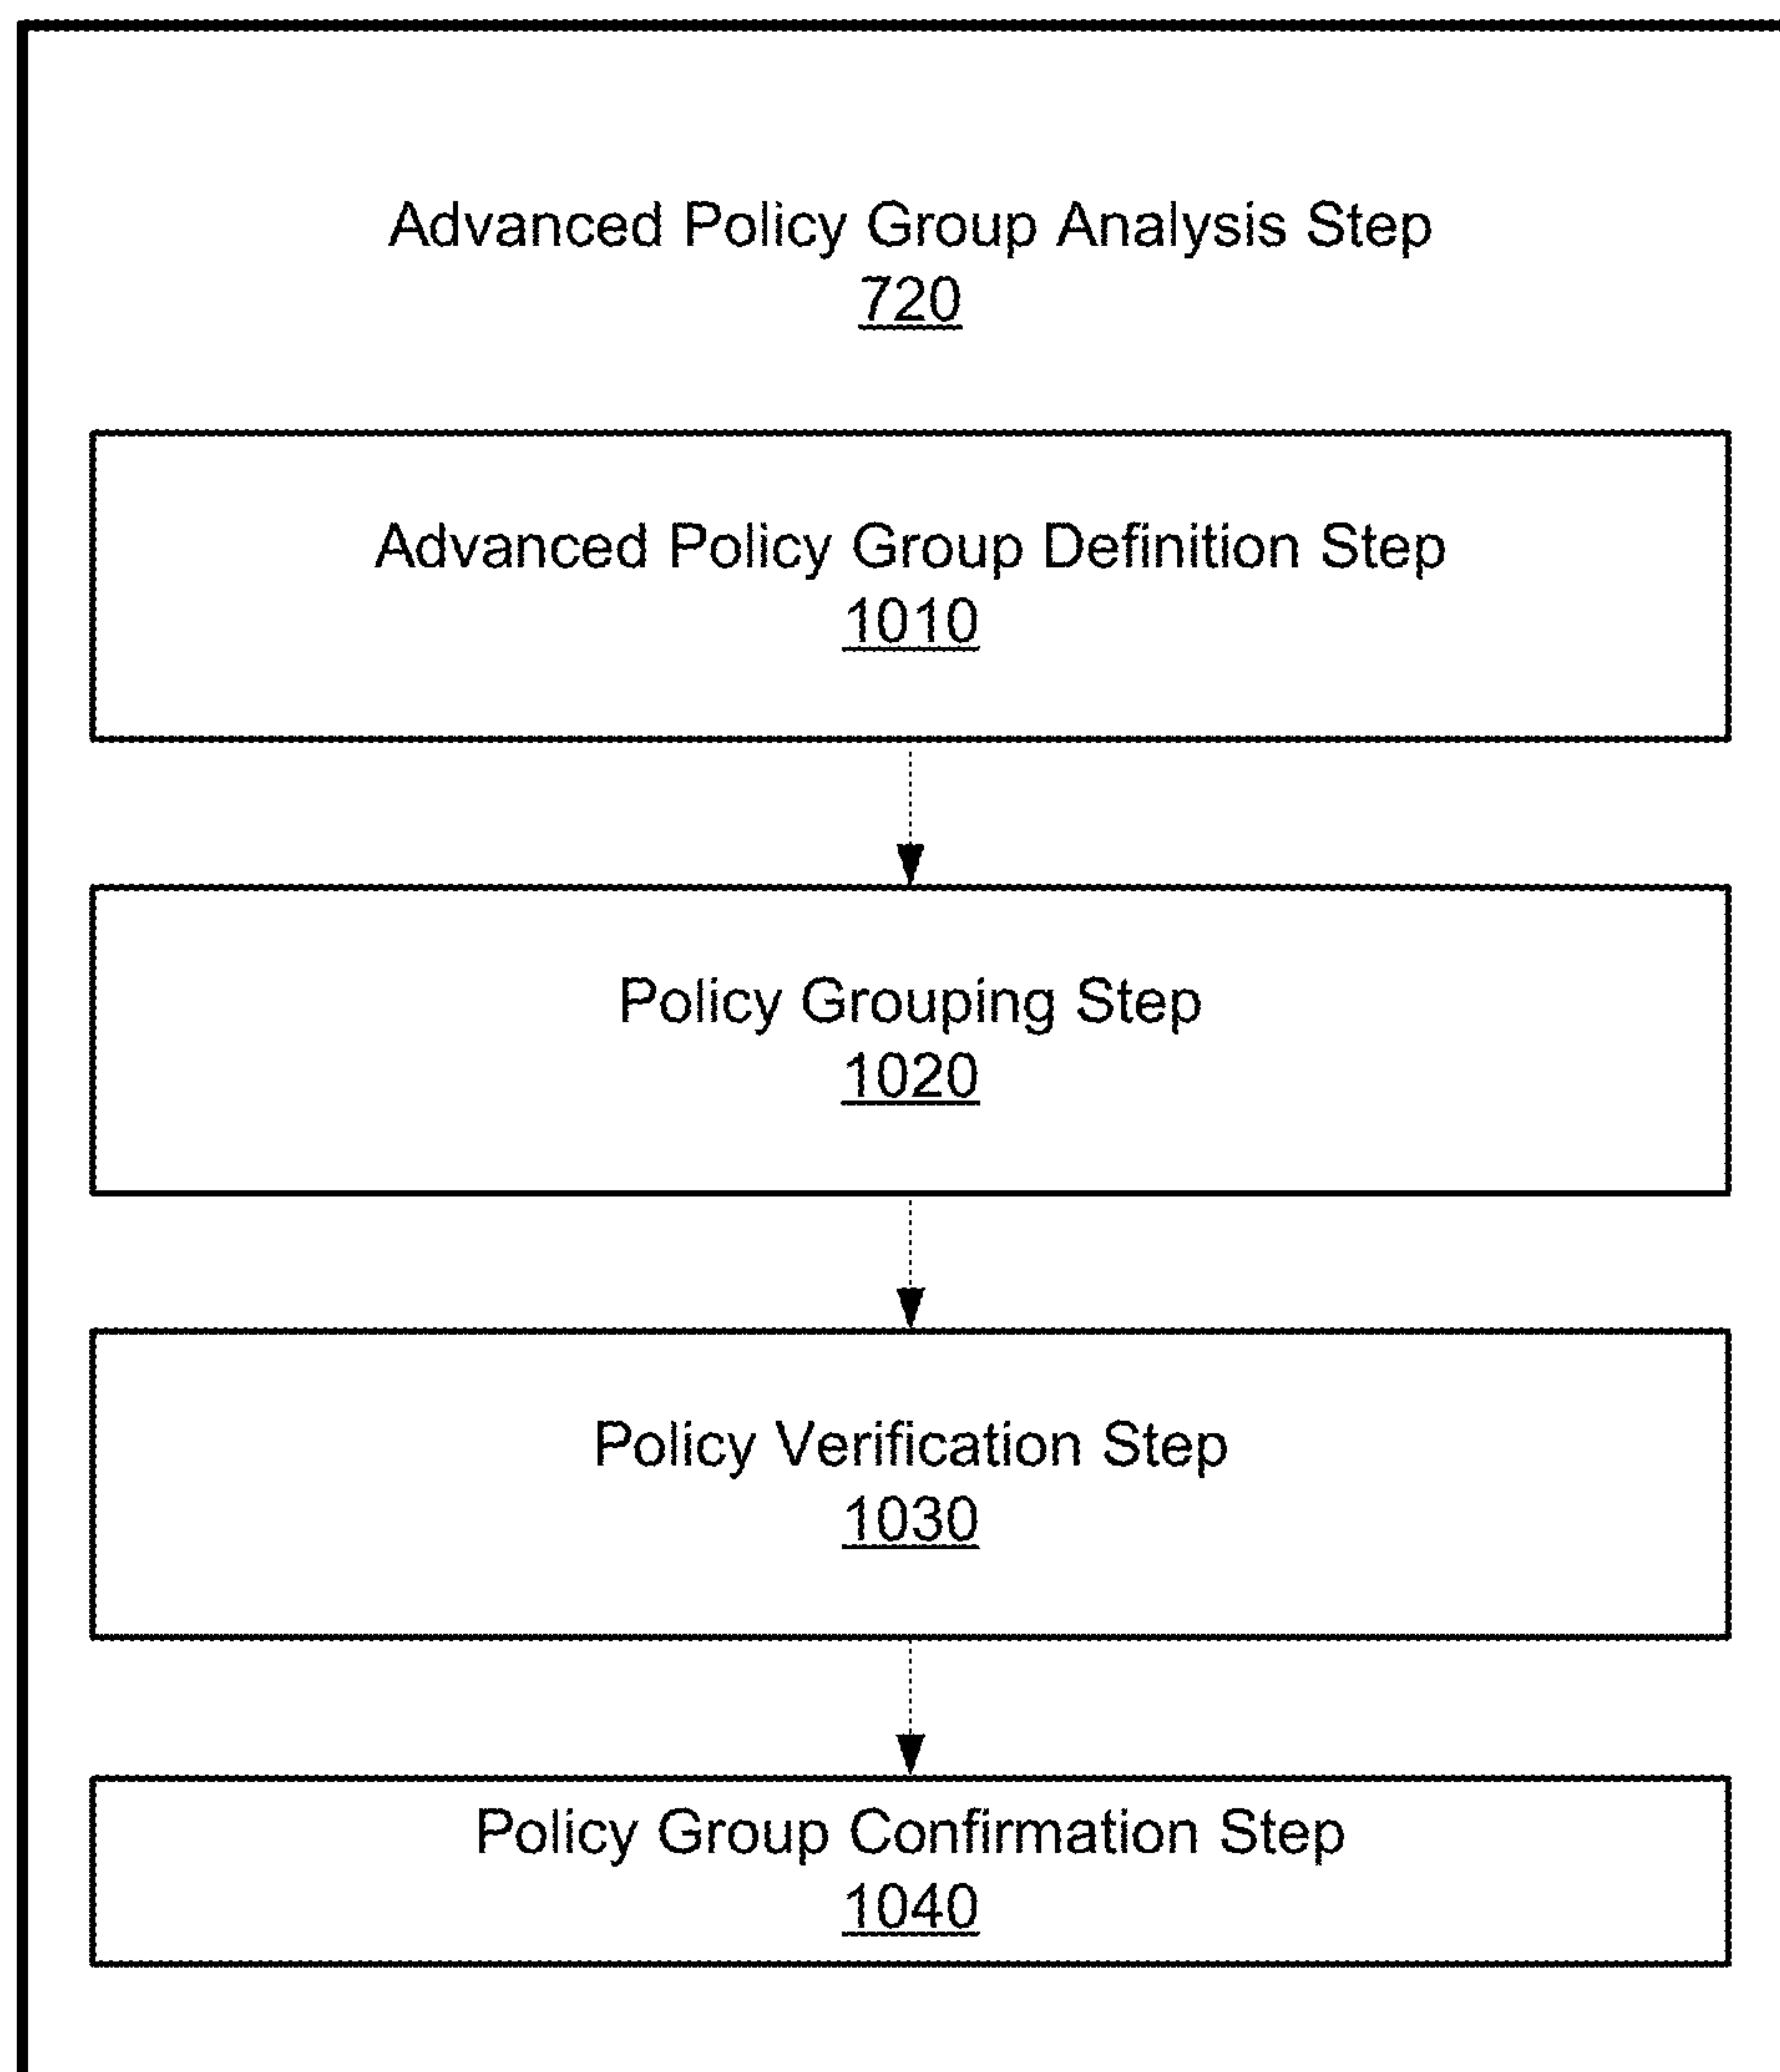 Advanced Policy Group Analysis Step
720
Advanced Policy Group Definition Step
1010
Policy Grouping Step
1020
Policy Verification Step
1030
Policy Group Confirmation Step
1040